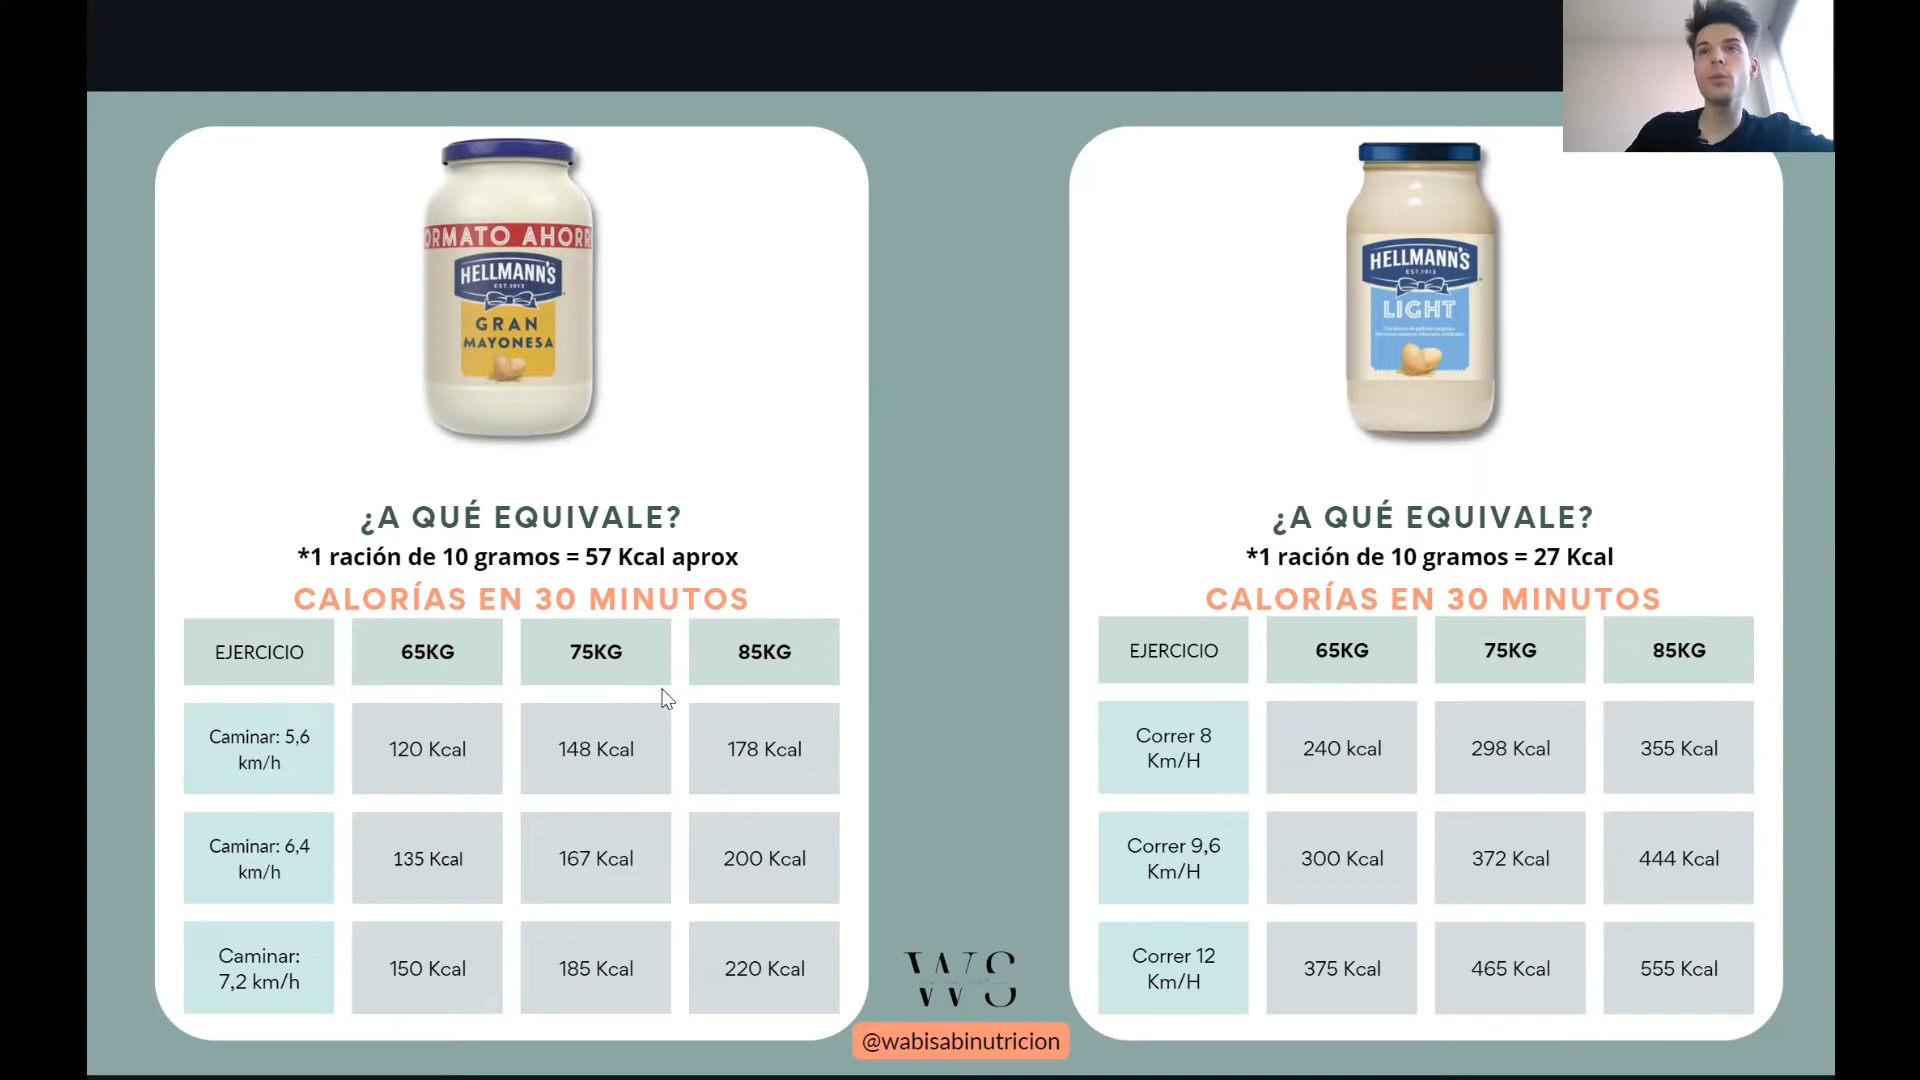 ORMATO AHORR
HELLMANN'S
EST.1913
GRAN
MAYONESA
¿A QUÉ EQUIVALE?
*1 ración de 10 gramos = 57 Kcal aprox
CALORÍAS EN 30 MINUTOS
EJERCICIO 65KG 75KG 85KG
Caminar: 5,6
km/h
120 Kcal 148 Kcal 178 Kcal
Caminar: 6,4
km/h
135 Kcal 167 Kcal 200 Kcal
Caminar:
7,2 km/h
150 Kcal 185 Kcal 220 Kcal
HELLMANN'S
EST.1913
LIGHT
¿A QUÉ EQUIVALE?
*1 ración de 10 gramos = 27 Kcal
CALORÍAS EN 30 MINUTOS
EJERCICIO 65KG 75KG 85KG
Correr 8
Km/H
240 kcal 298 Kcal 355 Kcal
Correr 9,6
Km/H
300 Kcal 372 Kcal 444 Kcal
Correr 12
Km/H
375 Kcal 465 Kcal 555 Kcal
WS
@wabisabinutricion